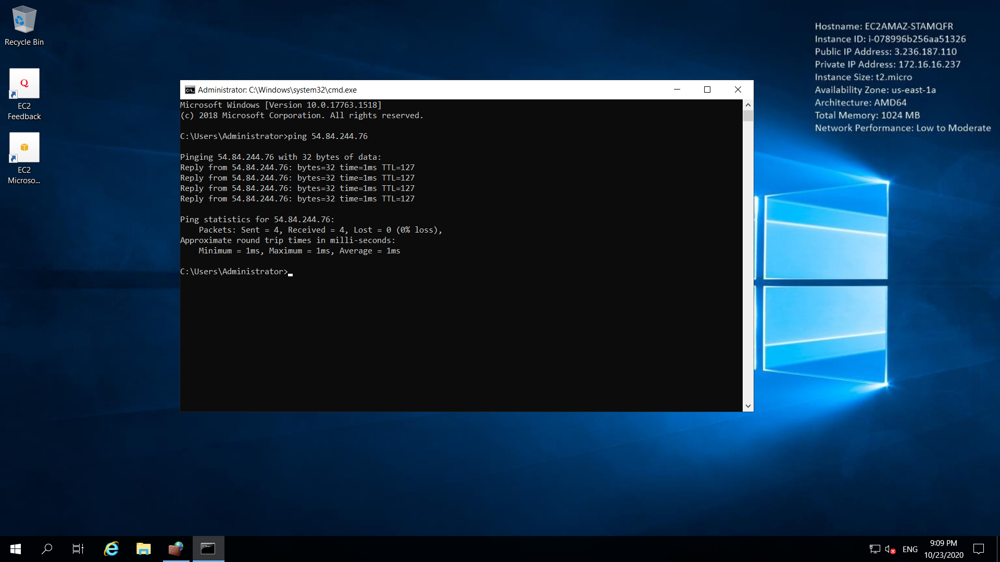 Recycle Bin
EC2
Feedback
EC2
Microso...
Hostname: EC2AMAZ-STAMQFR
Instance ID: i-078996b256aa51326
Public IP Address: 3.236.187.110
Private IP Address: 172.16.16.237
Instance Size: t2.micro
Availability Zone: us-east-1a
Architecture: AMD64
Total Memory: 1024 MB
Network Performance: Low to Moderate
Administrator: C:\Windows\system32\cmd.exe
Microsoft Windows [Version 10.0.17763.1518]
(c) 2018 Microsoft Corporation. All rights reserved.
C:\Users\Administrator>ping 54.84.244.76
Pinging 54.84.244.76 with 32 bytes of data:
Reply from 54.84.244.76: bytes=32 time=1ms TTL=127
Reply from 54.84.244.76: bytes=32 time=1ms TTL=127
Reply from 54.84.244.76: bytes=32 time=1ms TTL=127
Reply from 54.84.244.76: bytes=32 time=1ms TTL=127
Ping statistics for 54.84.244.76:
    Packets: Sent = 4, Received = 4, Lost = 0 (0% loss),
Approximate round trip times in milli-seconds:
    Minimum = 1ms, Maximum = 1ms, Average = 1ms
C:\Users\Administrator>
ENG
9:09 PM
10/23/2020